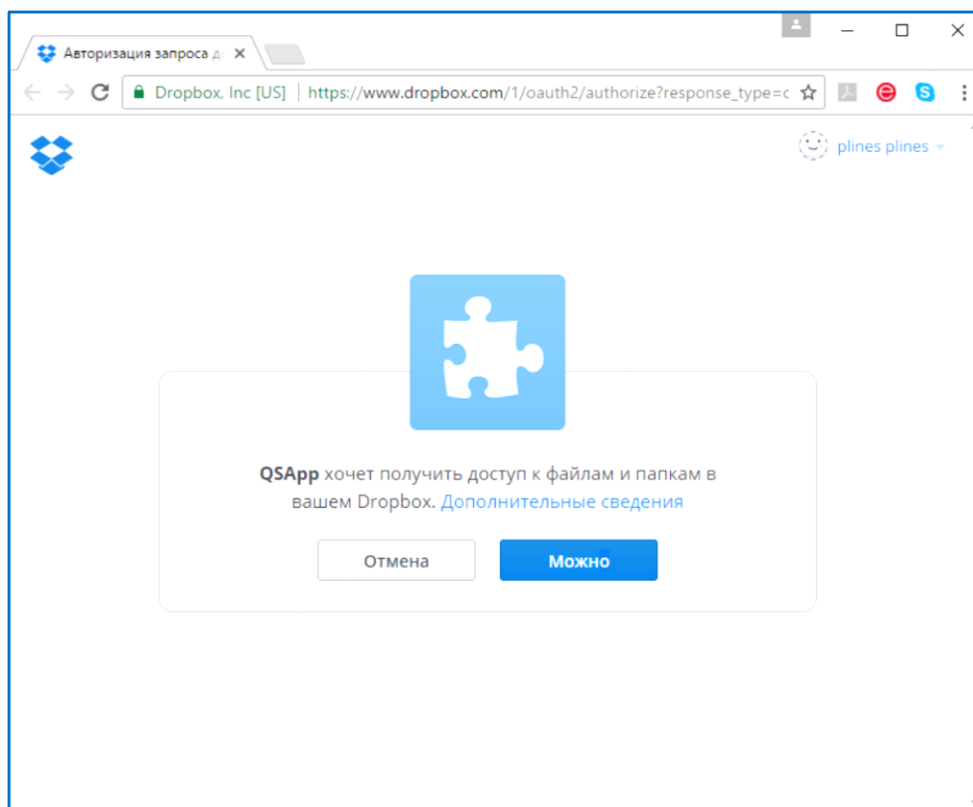 Авторизация запроса д
Dropbox, Inc [US] https://www.dropbox.com/1/oauth2/authorize?response_type=c
plines plines
QSApp хочет получить доступ к файлам и папкам в
вашем Dropbox. Дополнительные сведения
Отмена Можно